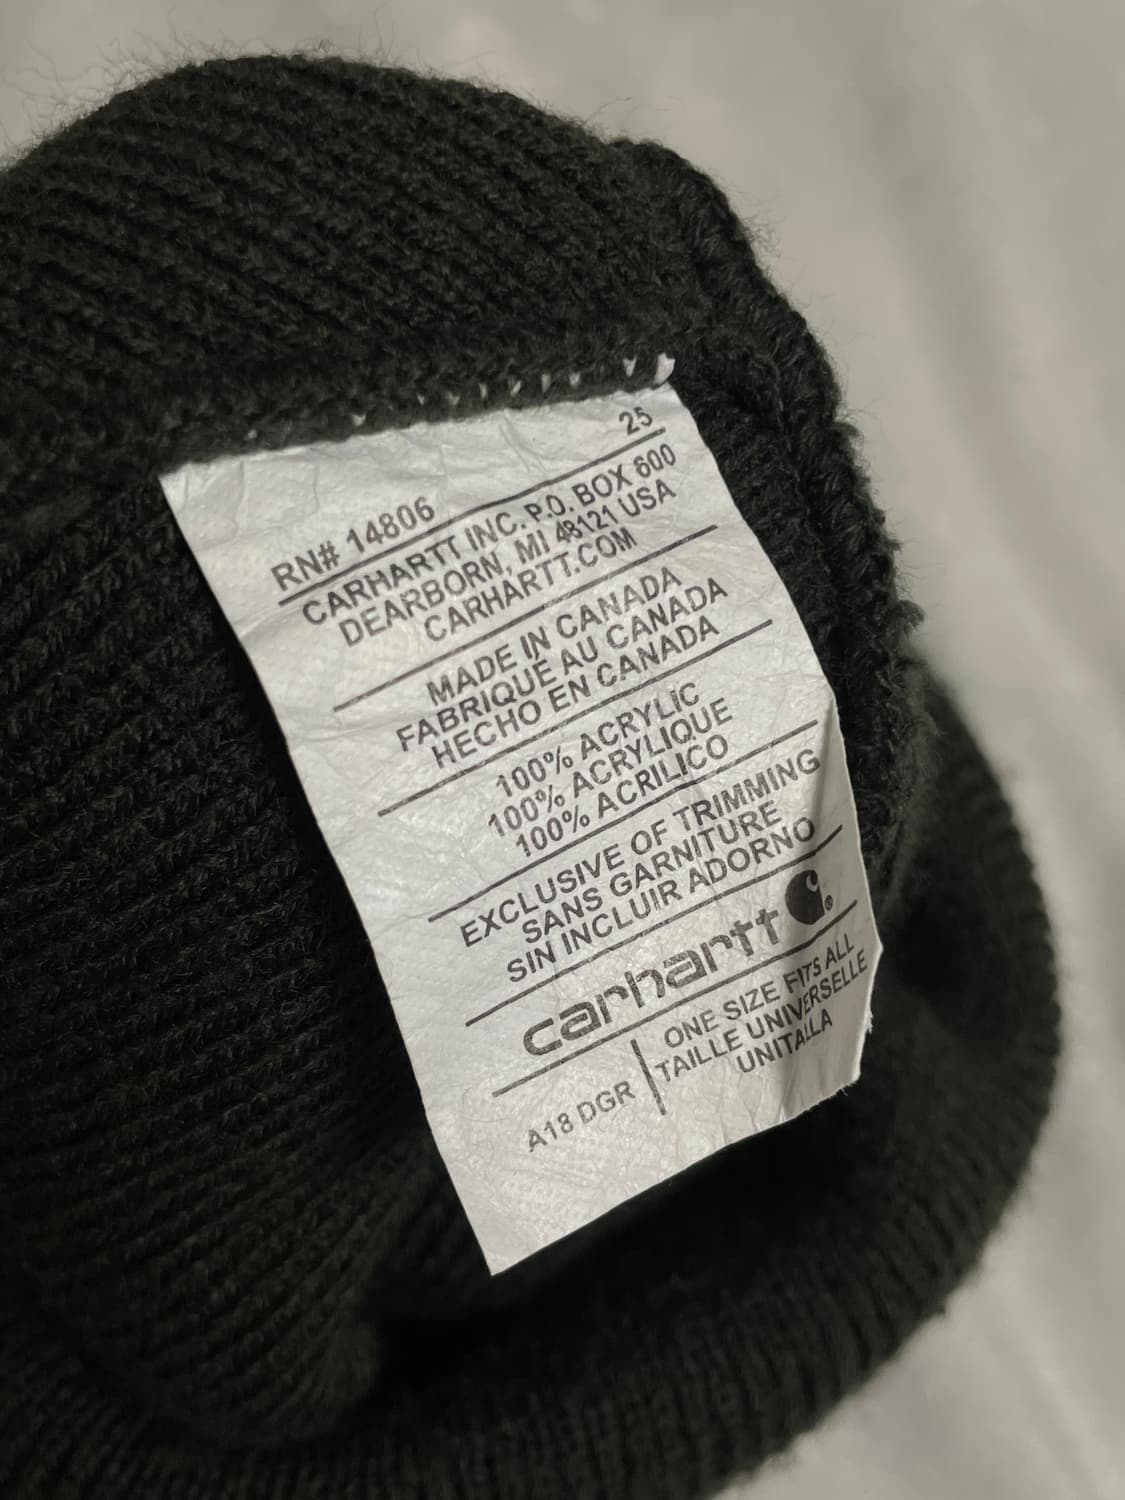 25
RN# 14806
CARHARTT INC. P.O. BOX 600
DEARBORN, MI 48121 USA
CARHARTT.COM
MADE IN CANADA
FABRIQUÉ AU CANADA
HECHO EN CANADA
100% ACRYLIC
100% ACRYLIQUE
100% ACRILICO
EXCLUSIVE OF TRIMMING
SANS GARNITURE
SIN INCLUIR ADORNO
carhartt ®
A18 DGR
ONE SIZE FITS ALL
TAILLE UNIVERSELLE
UNITALLA